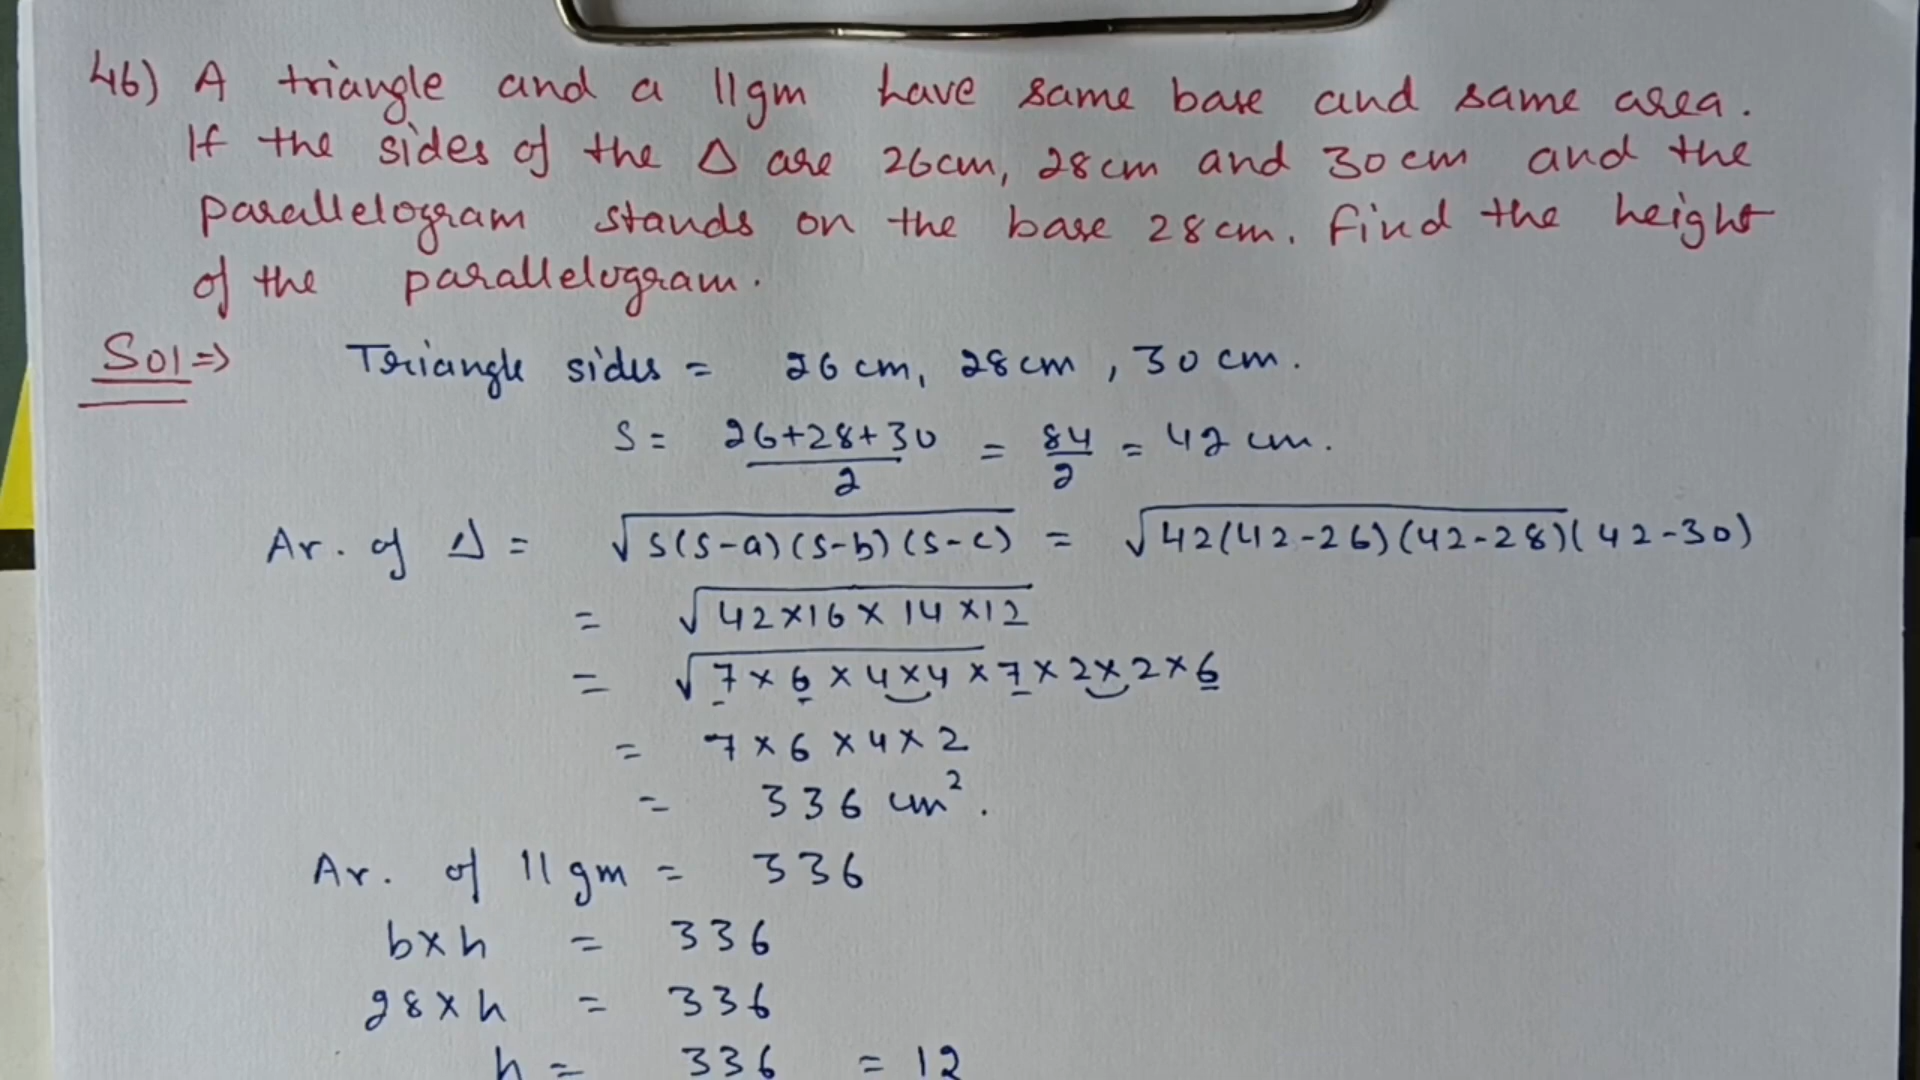 46) A triangle and a ||gm have same base and same area.
If the sides of the Δ are 26cm, 28cm and 30cm and the
parallelogram stands on the base 28cm. Find the height
of the parallelogram.
Sol⇒ Triangle sides = 26 cm, 28cm, 30 cm.
S = 26+28+30/2 = 84/2 = 42 cm.
Ar. of Δ = √s(s-a)(s-b)(s-c) = √42(42-26)(42-28)(42-30)
= √42×16×14×12
= √7×6×4×4×7×2×2×6
= 7×6×4×2
= 336 cm².
Ar. of ||gm = 336
b×h = 336
28×h = 336
h = 336 = 12